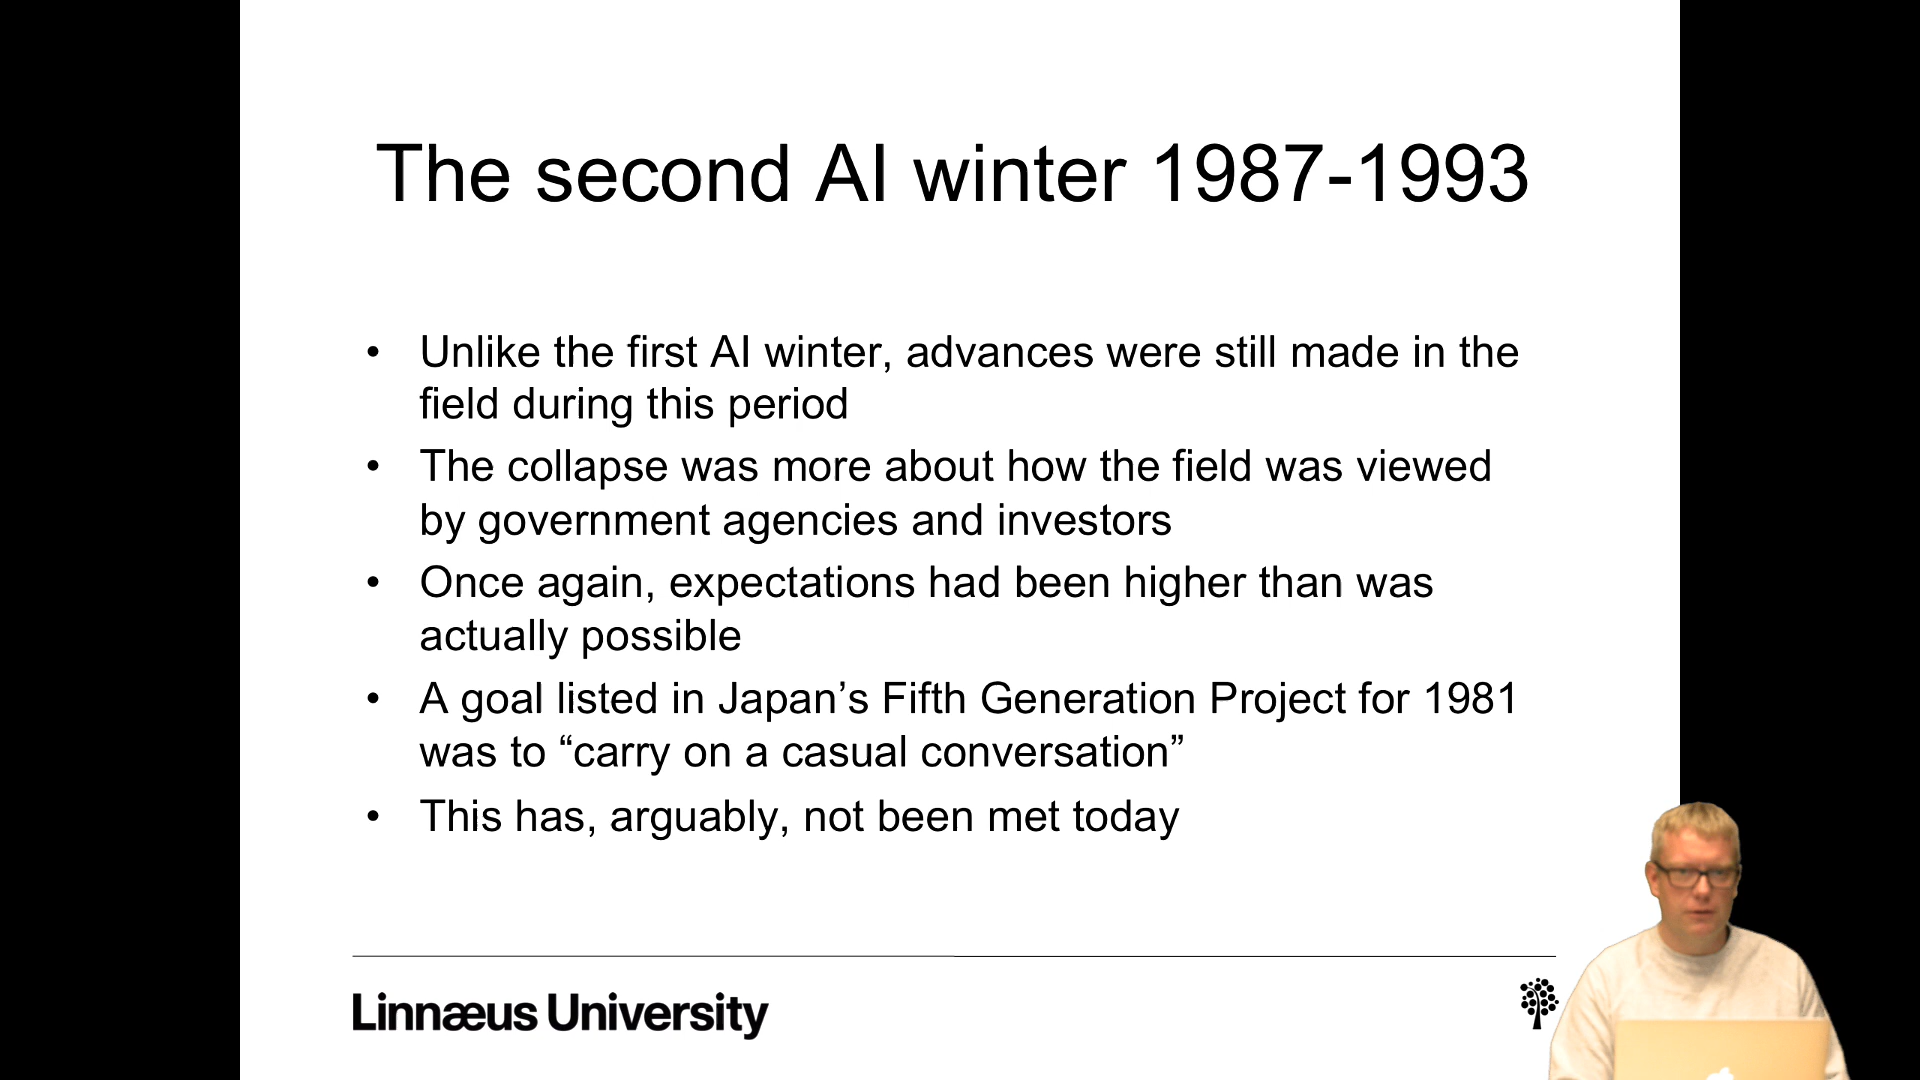 The second AI winter 1987-1993
• Unlike the first AI winter, advances were still made in the
field during this period
• The collapse was more about how the field was viewed
by government agencies and investors
• Once again, expectations had been higher than was
actually possible
• A goal listed in Japan’s Fifth Generation Project for 1981
was to “carry on a casual conversation”
• This has, arguably, not been met today
Linnæus University